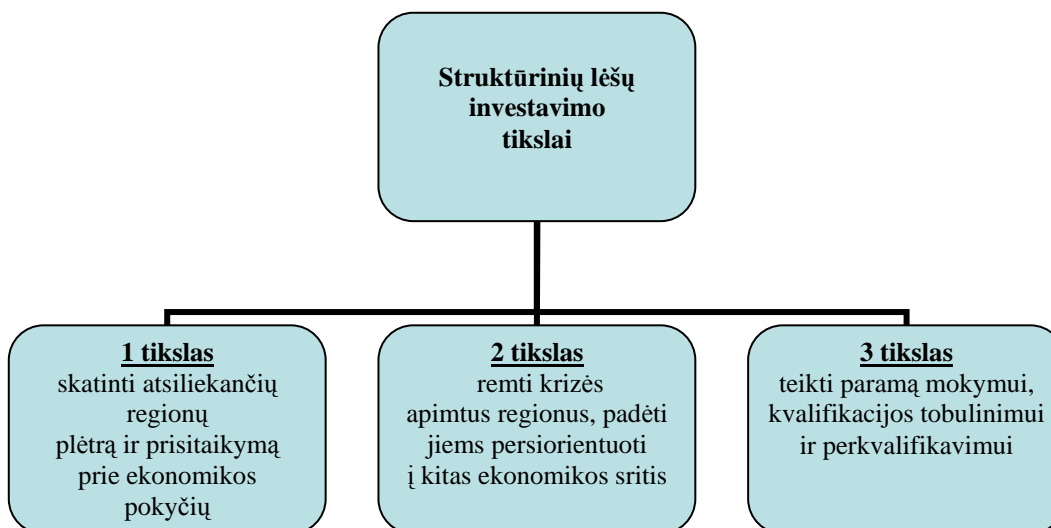 Struktūrinių lėšų
investavimo
tikslai
1 tikslas
skatinti atsiliekančių
regionų
plėtrą ir prisitaikymą
prie ekonomikos
pokyčių
2 tikslas
remti krizės
apimtus regionus, padėti
jiems persiorientuoti
į kitas ekonomikos sritis
3 tikslas
teikti paramą mokymui,
kvalifikacijos tobulinimui
ir perkvalifikavimui